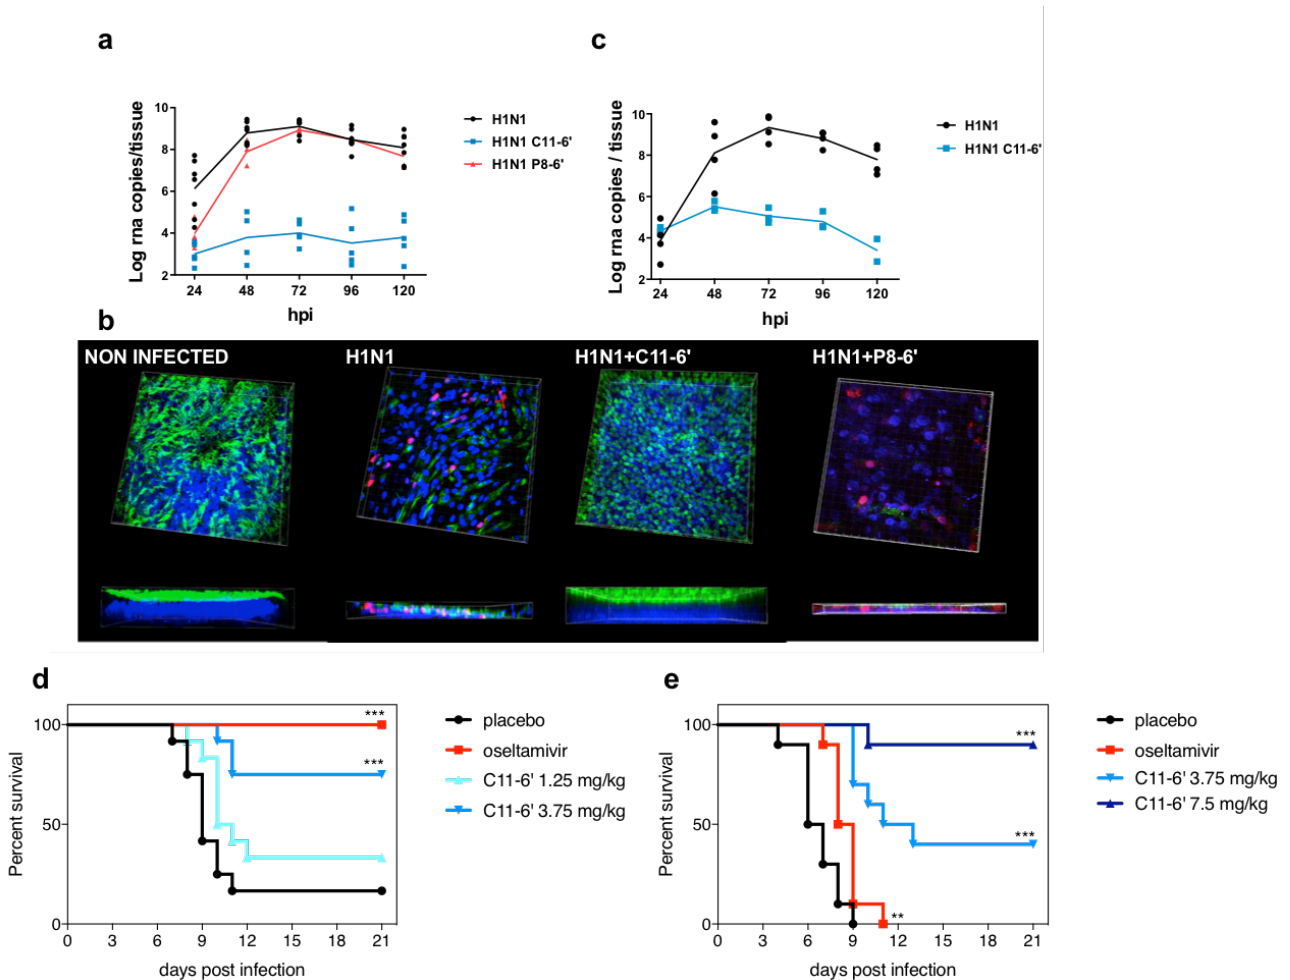 a
Log rna copies/tissue
10
8
6
4
2
24 48 72 96 120
hpi
H1N1
H1N1 C11-6'
H1N1 P8-6'
c
Log rna copies / tissue
10
8
6
4
2
24 48 72 96 120
hpi
H1N1
H1N1 C11-6'
b
NON INFECTED
H1N1
H1N1+C11-6'
H1N1+P8-6'
d
Percent survival
100
50
0
0 3 6 9 12 15 18 21
days post infection
***
***
placebo
oseltamivir
C11-6' 1.25 mg/kg
C11-6' 3.75 mg/kg
e
Percent survival
100
50
0
0 3 6 9 12 15 18 21
days post infection
***
***
**
placebo
oseltamivir
C11-6' 3.75 mg/kg
C11-6' 7.5 mg/kg